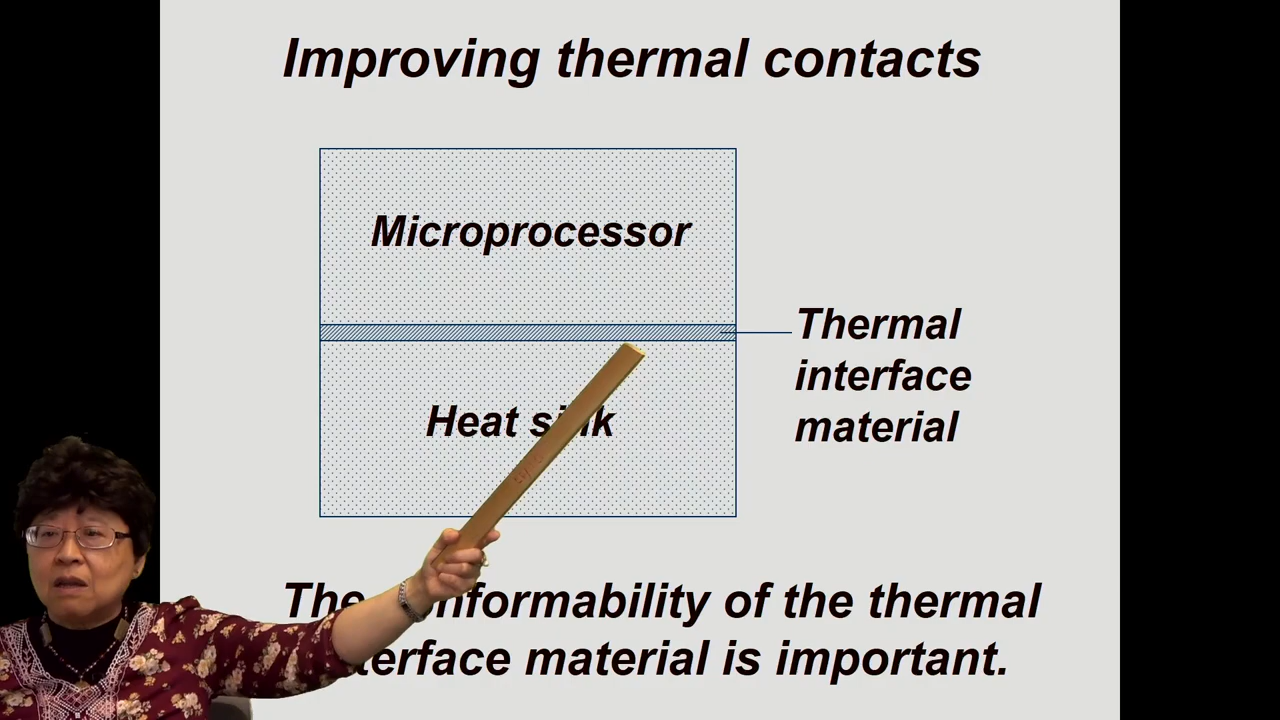 Improving thermal contacts
Microprocessor
Thermal
interface
material
Heat
The of the thermal
material is important.